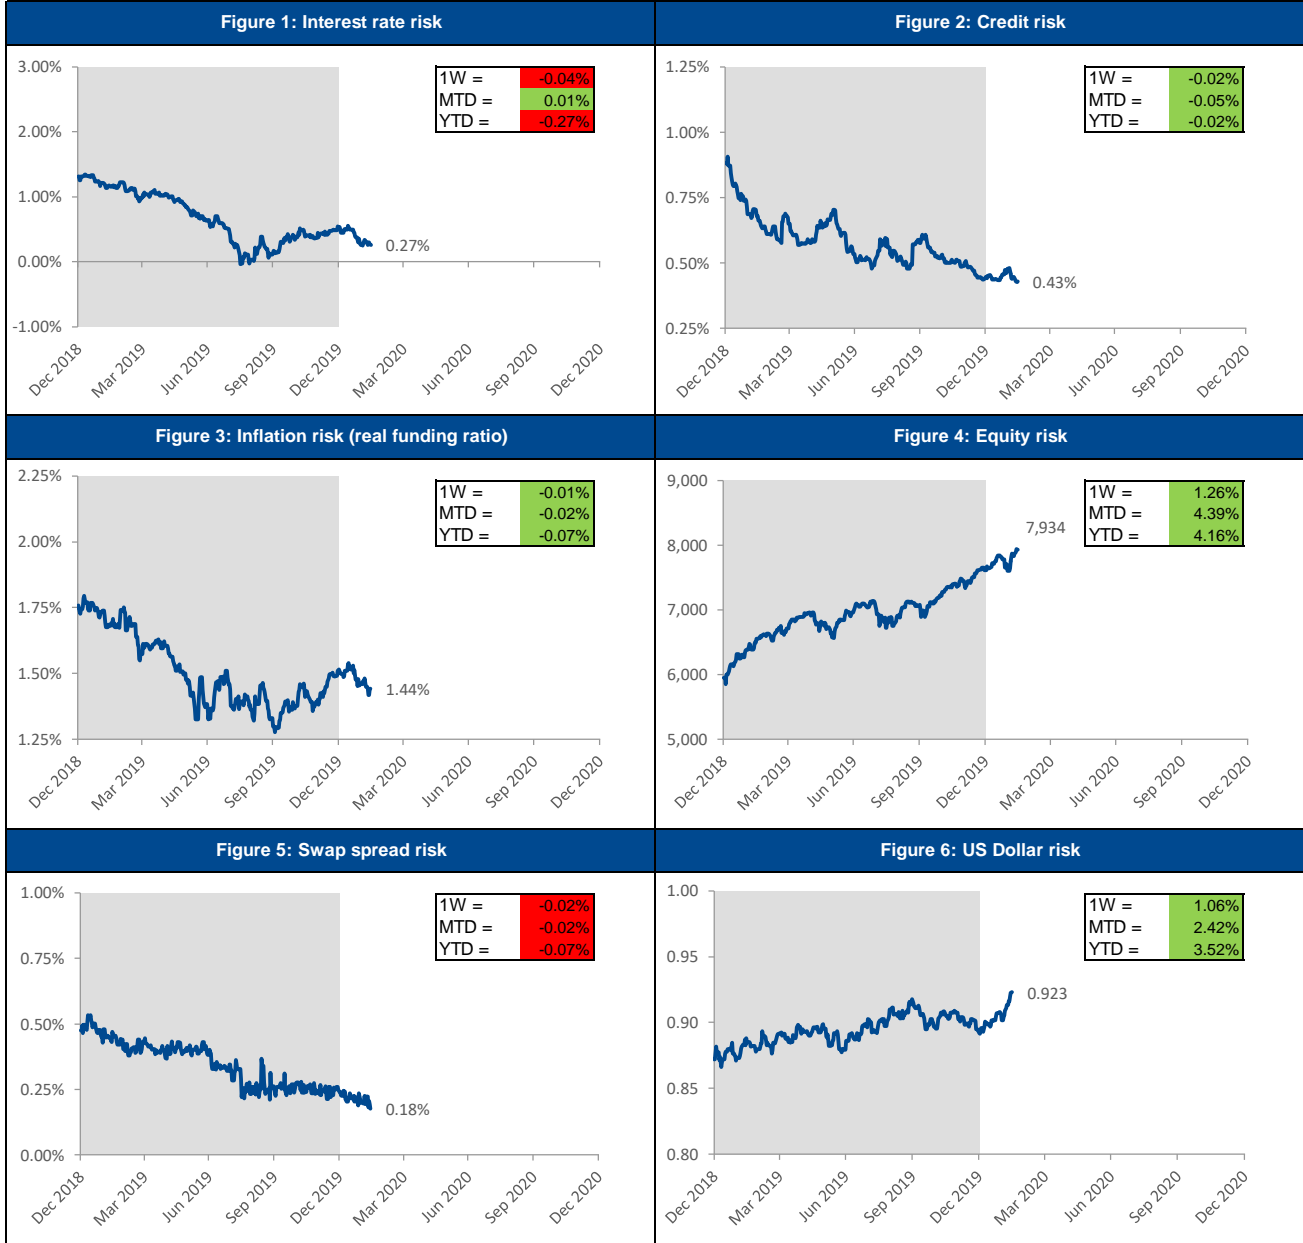 Figure 1: Interest rate risk
Figure 2: Credit risk
3.00%
2.00%
1.00%
0.00%
-1.00%
1W = -0.04%
MTD = 0.01%
YTD = -0.27%
0.27%
Dec 2018 Mar 2019 Jun 2019 Sep 2019 Dec 2019 Mar 2020 Jun 2020 Sep 2020 Dec 2020
1.25%
1.00%
0.75%
0.50%
0.25%
1W = -0.02%
MTD = -0.05%
YTD = -0.02%
0.43%
Dec 2018 Mar 2019 Jun 2019 Sep 2019 Dec 2019 Mar 2020 Jun 2020 Sep 2020 Dec 2020
Figure 3: Inflation risk (real funding ratio)
Figure 4: Equity risk
2.25%
2.00%
1.75%
1.50%
1.25%
1W = -0.01%
MTD = -0.02%
YTD = -0.07%
1.44%
Dec 2018 Mar 2019 Jun 2019 Sep 2019 Dec 2019 Mar 2020 Jun 2020 Sep 2020 Dec 2020
9,000
8,000
7,000
6,000
5,000
1W = 1.26%
MTD = 4.39%
YTD = 4.16%
7,934
Dec 2018 Mar 2019 Jun 2019 Sep 2019 Dec 2019 Mar 2020 Jun 2020 Sep 2020 Dec 2020
Figure 5: Swap spread risk
Figure 6: US Dollar risk
1.00%
0.75%
0.50%
0.25%
0.00%
1W = -0.02%
MTD = -0.02%
YTD = -0.07%
0.18%
Dec 2018 Mar 2019 Jun 2019 Sep 2019 Dec 2019 Mar 2020 Jun 2020 Sep 2020 Dec 2020
1.00
0.95
0.90
0.85
0.80
1W = 1.06%
MTD = 2.42%
YTD = 3.52%
0.923
Dec 2018 Mar 2019 Jun 2019 Sep 2019 Dec 2019 Mar 2020 Jun 2020 Sep 2020 Dec 2020